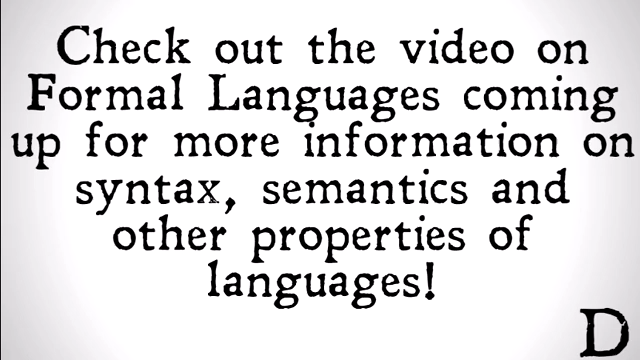 Check out the video on
Formal Languages coming
up for more information on
syntax, semantics and
other properties of
languages!
D